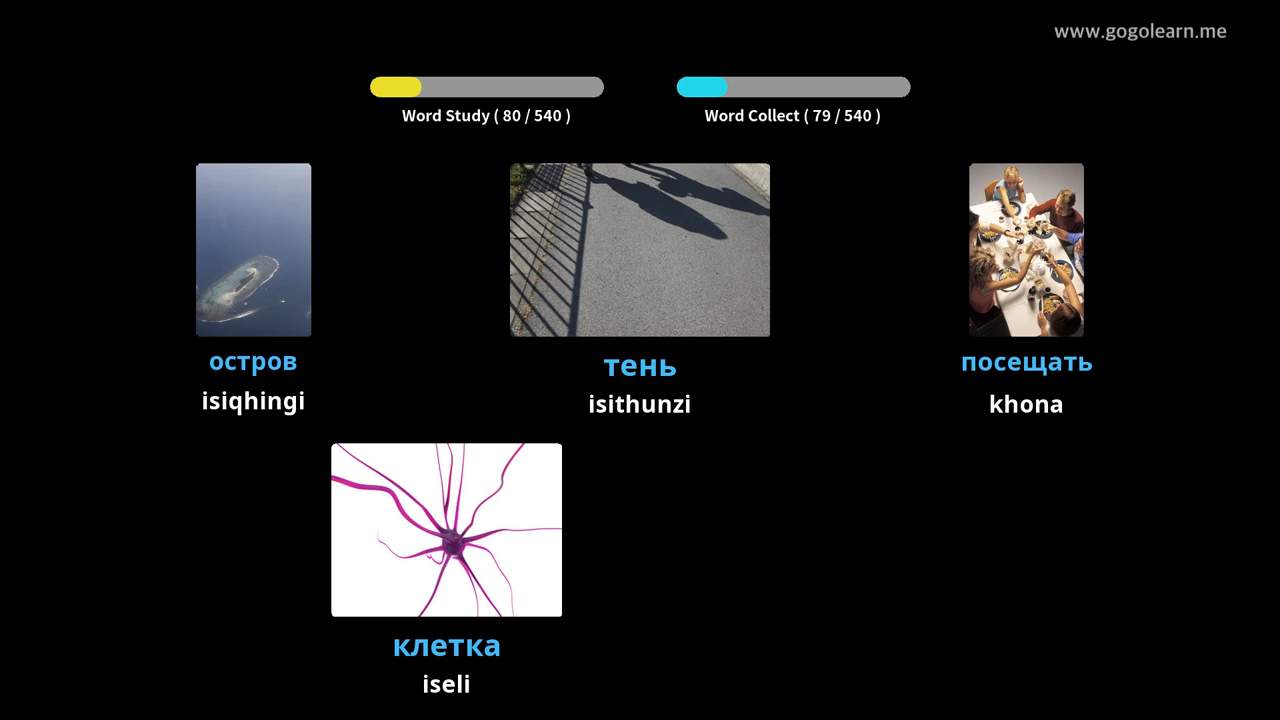 www.gogolearn.me
Word Study ( 80 / 540 )
Word Collect ( 79 / 540 )
остров
isiqhingi
тень
isithunzi
посещать
khona
клетка
iseli